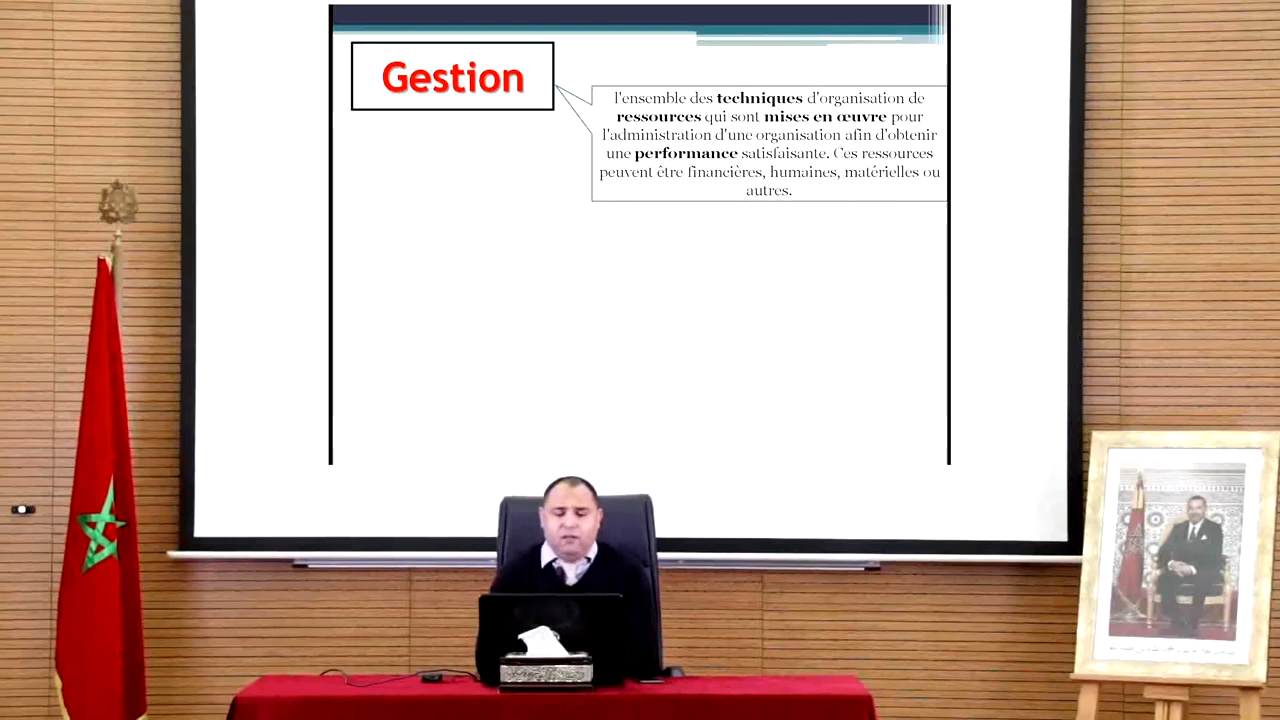 Gestion
l'ensemble des techniques d'organisation de
ressources qui sont mises en œuvre pour
l'administration d'une organisation afin d'obtenir
une performance satisfaisante. Ces ressources
peuvent être financières, humaines, matérielles ou
autres.